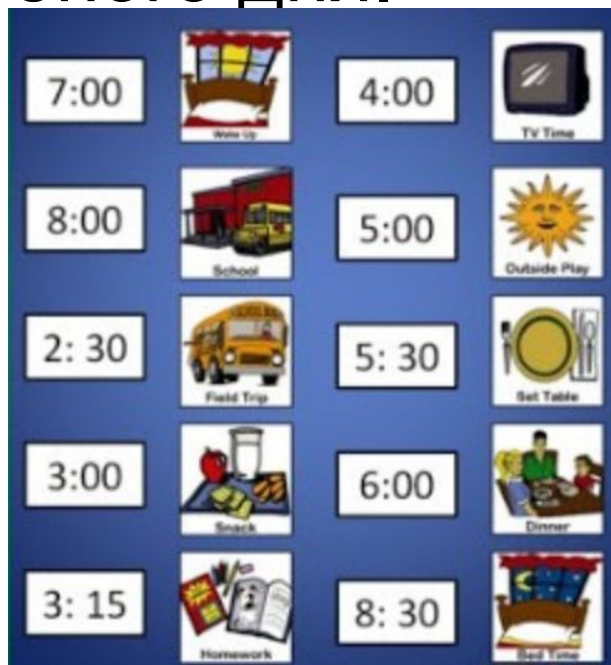 дня.
7:00
Wake Up
8:00
School
2: 30
Field Trip
3:00
Snack
3: 15
Homework
4:00
TV Time
5:00
Outside Play
5: 30
Set Table
6:00
Dinner
8: 30
Bed Time